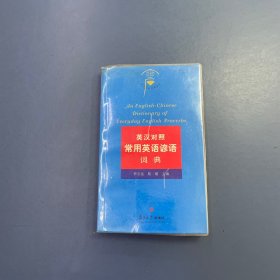 An English-Chinese
Dictionary of
Everyday English Proverbs
英汉对照
常用英语谚语
词典